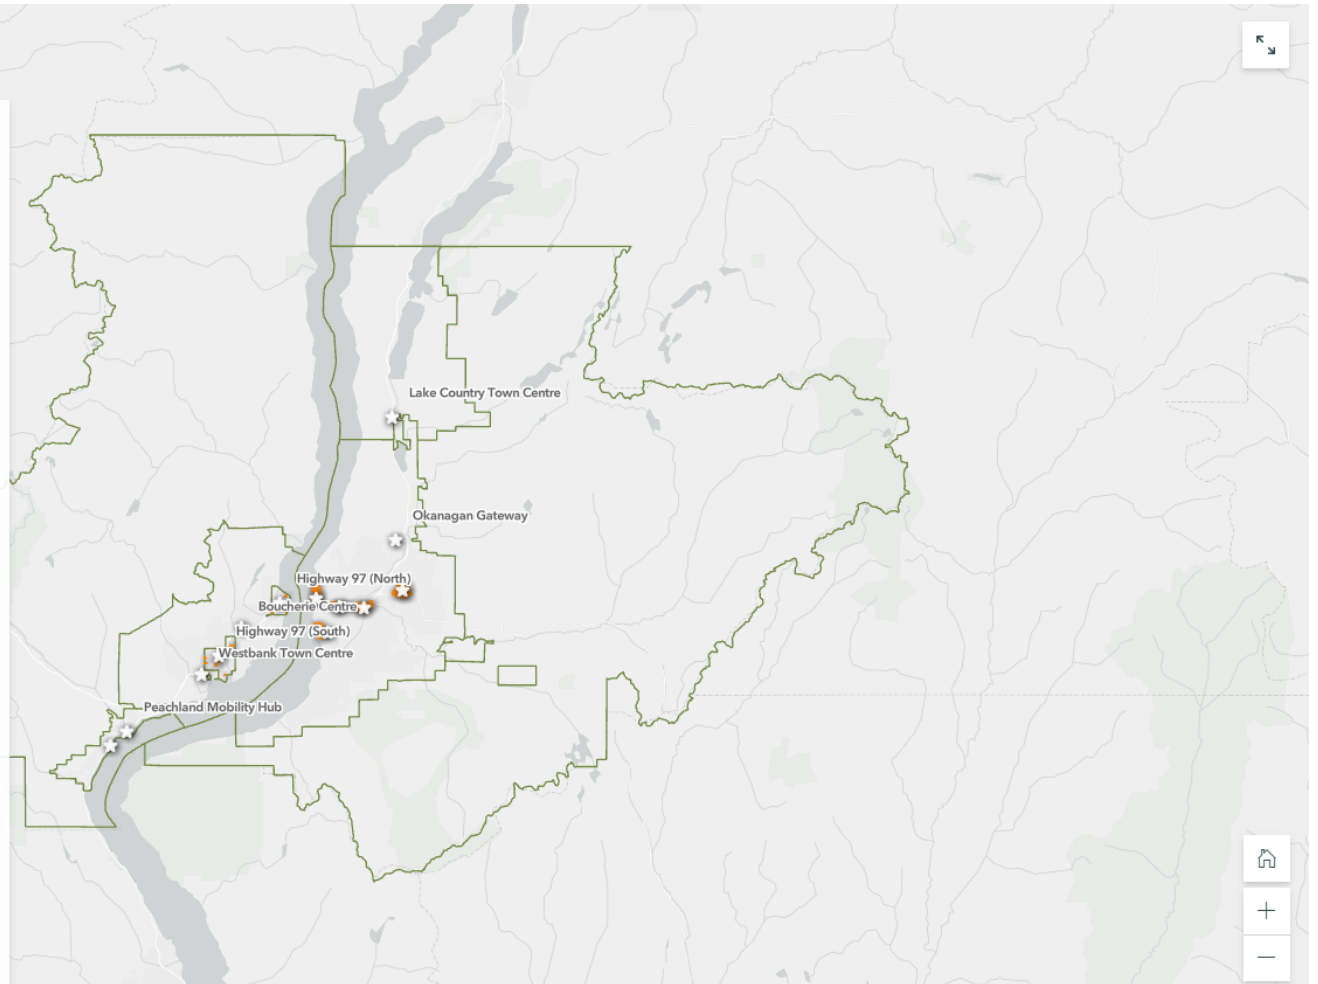 Lake Country Town Centre
Okanagan Gateway
Highway 97 (North)
Boucherie Centre
Highway 97 (South)
Westbank Town Centre
Peachland Mobility Hub